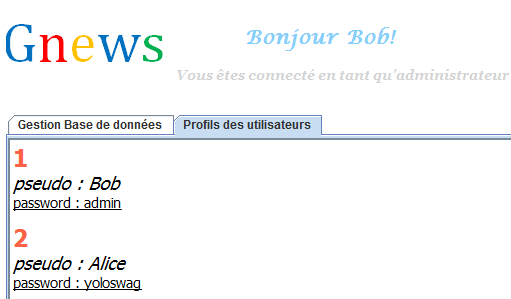 Gnews
Bonjour Bob!
Vous êtes connecté en tant qu'administrateur
Gestion Base de données
Profils des utilisateurs
1
pseudo : Bob
password : admin
2
pseudo : Alice
password : yoloswag